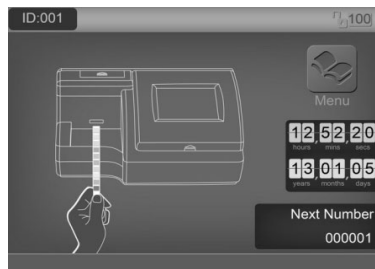 ID:001
100
Menu
12:52:20
hours mins secs
13:01:05
years months days
Next Number
000001